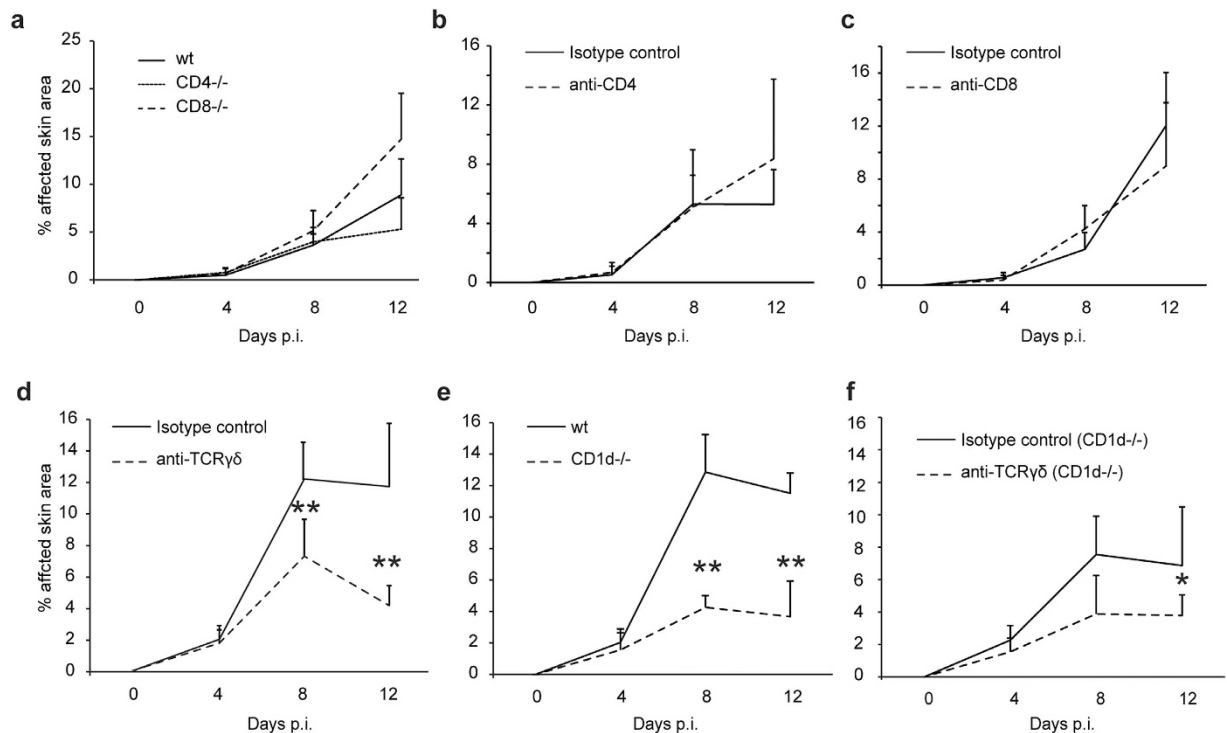 a
25
20
15
10
5
0
% affected skin area
wt
CD4-/-
CD8-/-
0 4 8 12
Days p.i.
b
16
12
8
4
0
Isotype control
anti-CD4
0 4 8 12
Days p.i.
c
16
12
8
4
0
Isotype control
anti-CD8
0 4 8 12
Days p.i.
d
16
14
12
10
8
6
4
2
0
% affcted skin area
Isotype control
anti-TCRγδ
**
**
0 4 8 12
Days p.i.
e
16
14
12
10
8
6
4
2
0
wt
CD1d-/-
**
**
0 4 8 12
Days p.i.
f
16
14
12
10
8
6
4
2
0
Isotype control (CD1d-/-)
anti-TCRγδ (CD1d-/-)
*
0 4 8 12
Days p.i.